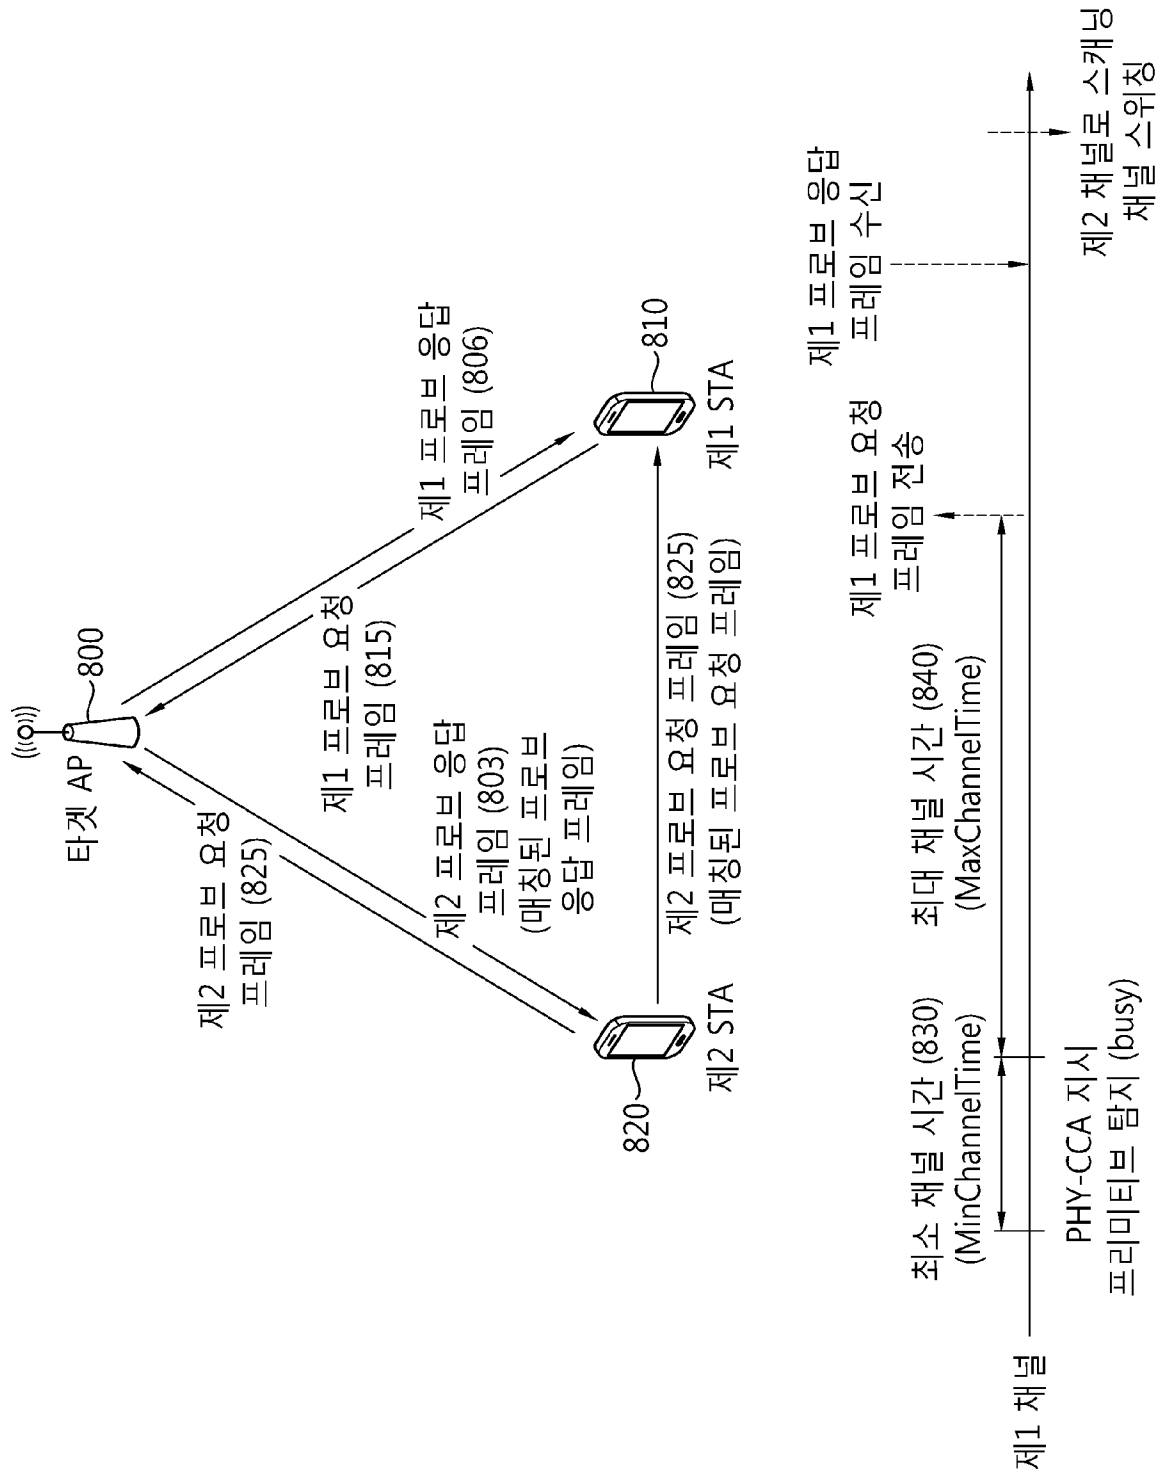 타겟 AP
800
제2 프로브 요청
프레임 (825)
제1 프로브 요청
프레임 (815)
제1 프로브 응답
프레임 (806)
제2 프로브 응답
프레임 (803)
(매칭된 프로브
응답 프레임)
820
제2 STA
제2 프로브 요청 프레임 (825)
(매칭된 프로브 요청 프레임)
810
제1 STA
제1 채널
최소 채널 시간 (830)
(MinChannelTime)
최대 채널 시간 (840)
(MaxChannelTime)
제1 프로브 요청
프레임 전송
제1 프로브 응답
프레임 수신
PHY-CCA 지시
프리미티브 탐지 (busy)
제2 채널로 스캐닝
채널 스위칭